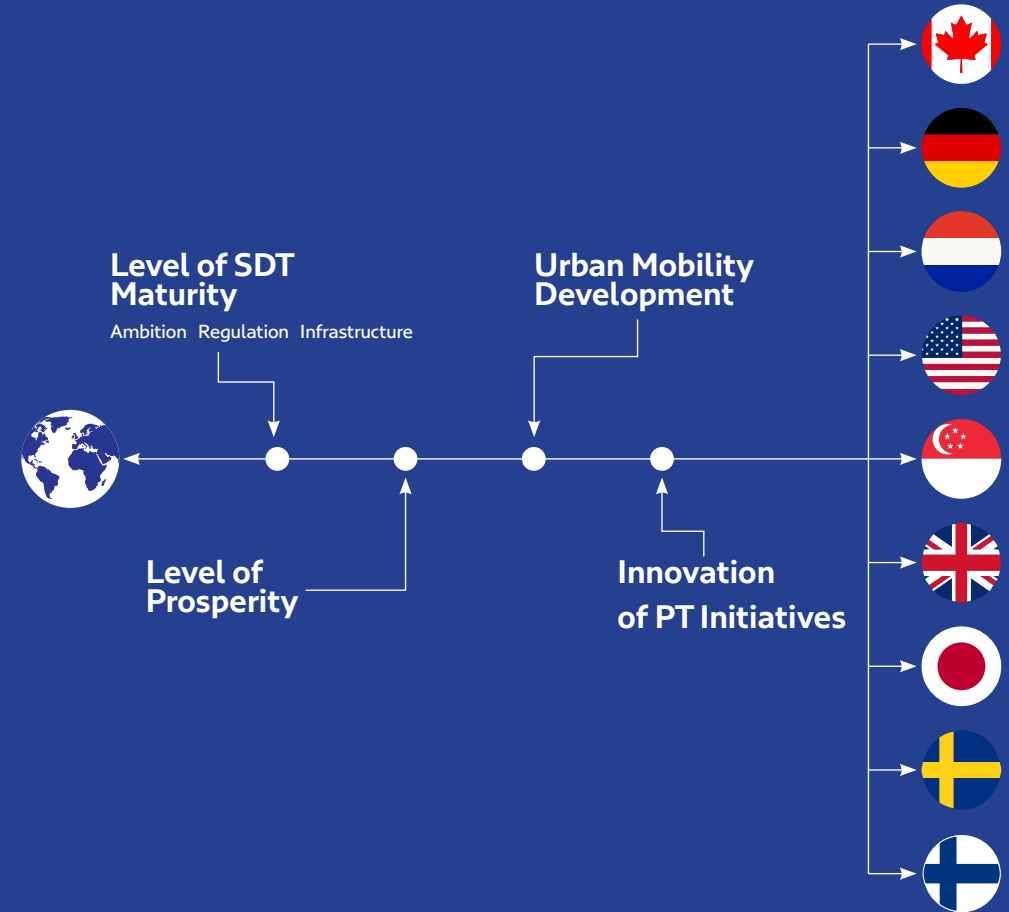 Level of SDT
Maturity
Ambition Regulation Infrastructure
Urban Mobility
Development
Level of
Prosperity
Innovation
of PT Initiatives